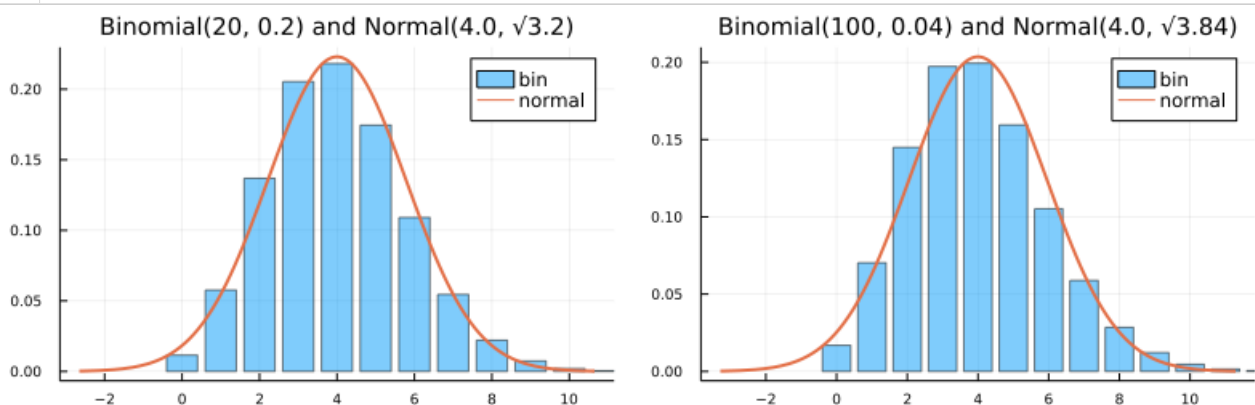 Binomial(20, 0.2) and Normal(4.0, √3.2)
bin
normal
0.20
0.15
0.10
0.05
0.00
−2 0 2 4 6 8 10
Binomial(100, 0.04) and Normal(4.0, √3.84)
bin
normal
0.20
0.15
0.10
0.05
0.00
−2 0 2 4 6 8 10